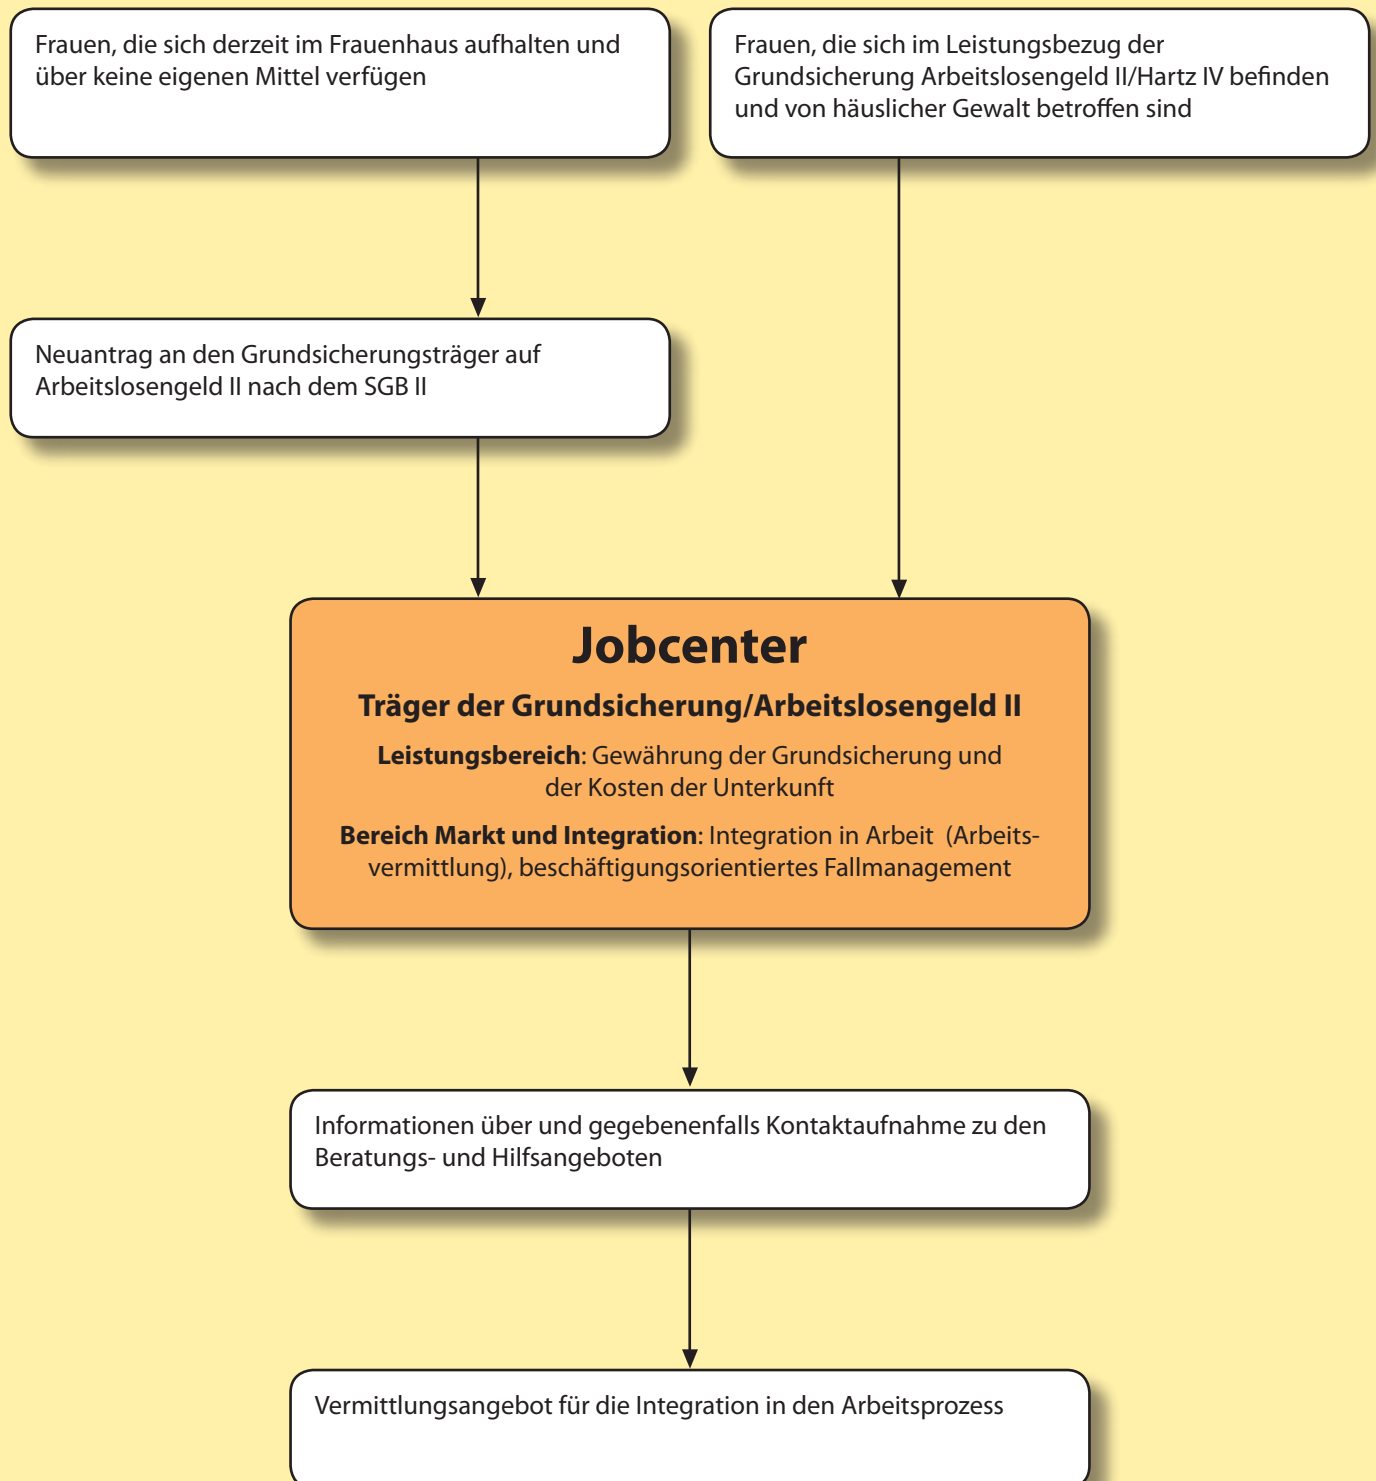 Frauen, die sich derzeit im Frauenhaus aufhalten und
über keine eigenen Mittel verfügen
Frauen, die sich im Leistungsbezug der
Grundsicherung Arbeitslosengeld II/Hartz IV befinden
und von häuslicher Gewalt betroffen sind
Neuantrag an den Grundsicherungsträger auf
Arbeitslosengeld II nach dem SGB II
Jobcenter
Träger der Grundsicherung/Arbeitslosengeld II
Leistungsbereich: Gewährung der Grundsicherung und
der Kosten der Unterkunft
Bereich Markt und Integration: Integration in Arbeit (Arbeits-
vermittlung), beschäftigungsorientiertes Fallmanagement
Informationen über und gegebenenfalls Kontaktaufnahme zu den
Beratungs- und Hilfsangeboten
Vermittlungsangebot für die Integration in den Arbeitsprozess